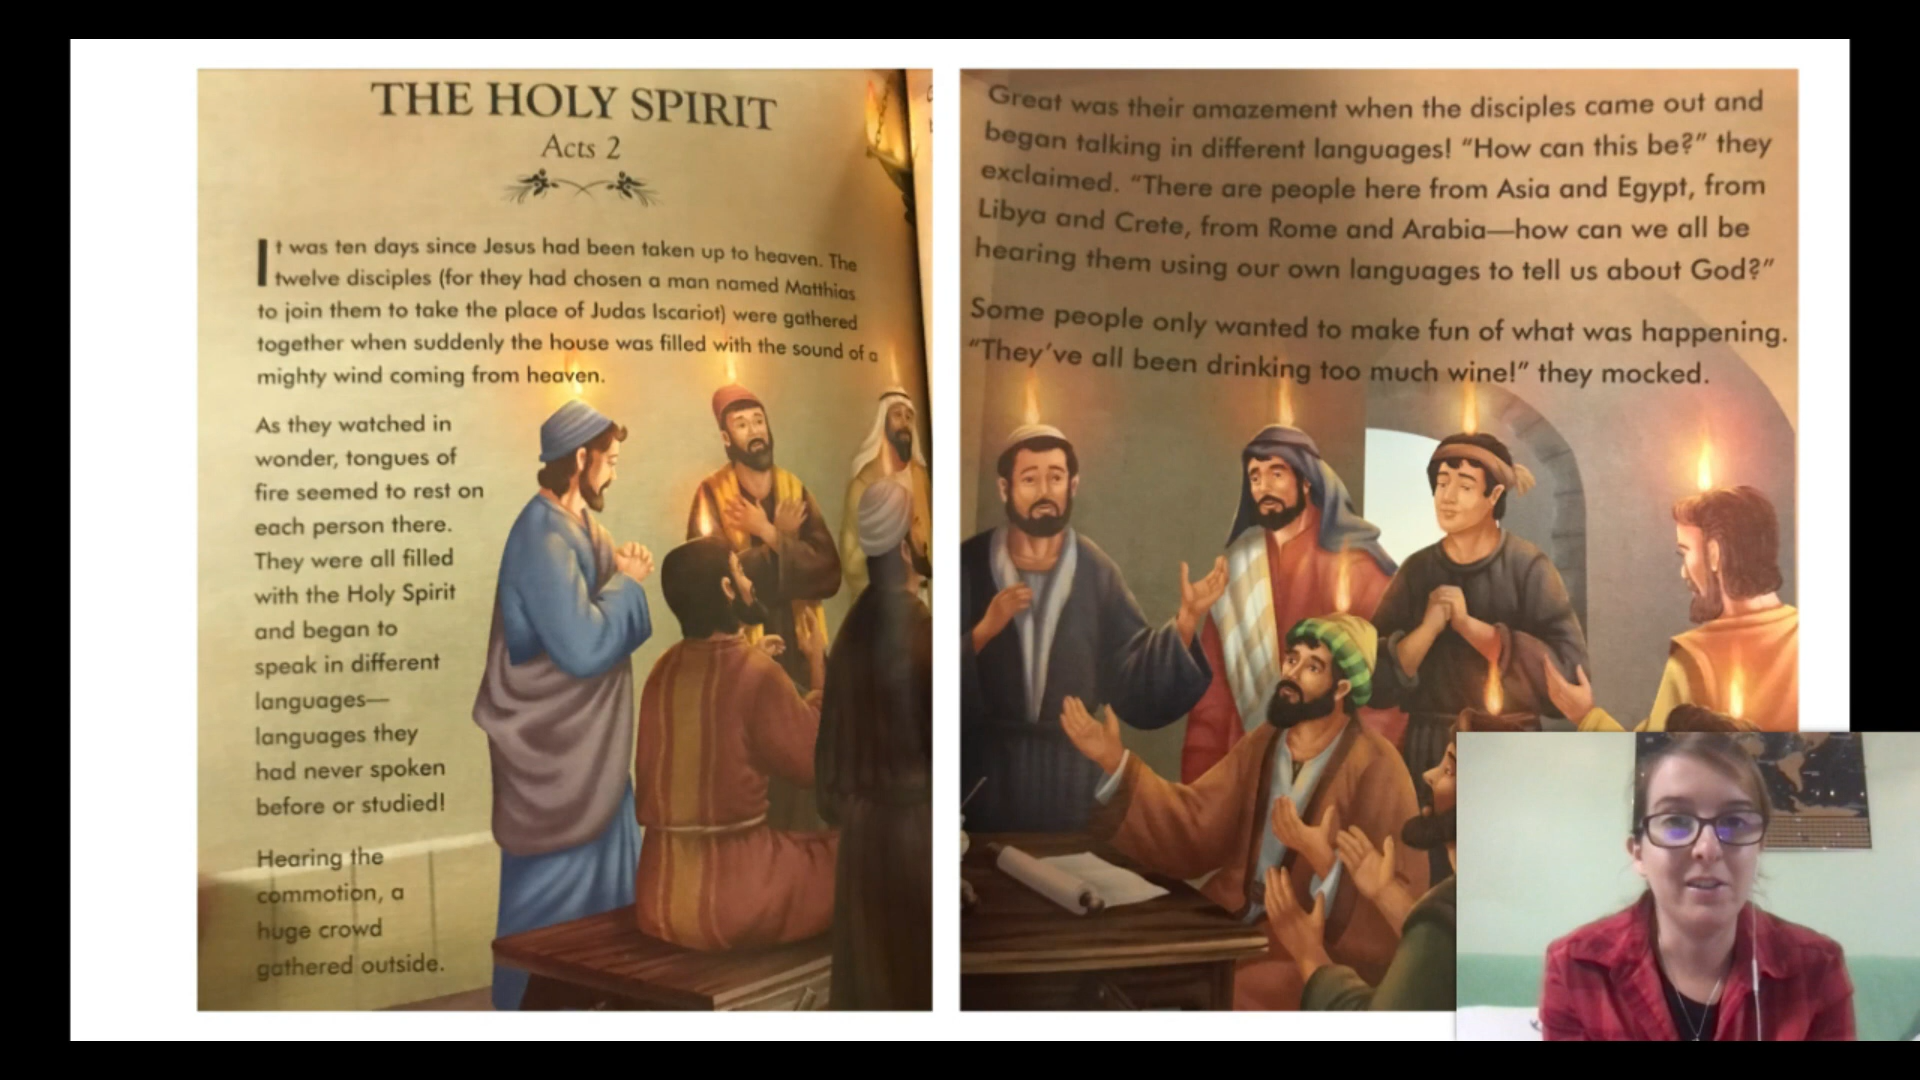 THE HOLY SPIRIT
Acts 2
It was ten days since Jesus had been taken up to heaven. The
twelve disciples (for they had chosen a man named Matthias
to join them to take the place of Judas Iscariot) were gathered
together when suddenly the house was filled with the sound of a
mighty wind coming from heaven.
As they watched in
wonder, tongues of
fire seemed to rest on
each person there.
They were all filled
with the Holy Spirit
and began to
speak in different
languages—
languages they
had never spoken
before or studied!
Hearing the
commotion, a
huge crowd
gathered outside.
Great was their amazement when the disciples came out and
began talking in different languages! “How can this be?” they
exclaimed. “There are people here from Asia and Egypt, from
Libya and Crete, from Rome and Arabia—how can we all be
hearing them using our own languages to tell us about God?”
Some people only wanted to make fun of what was happening.
“They’ve all been drinking too much wine!” they mocked.